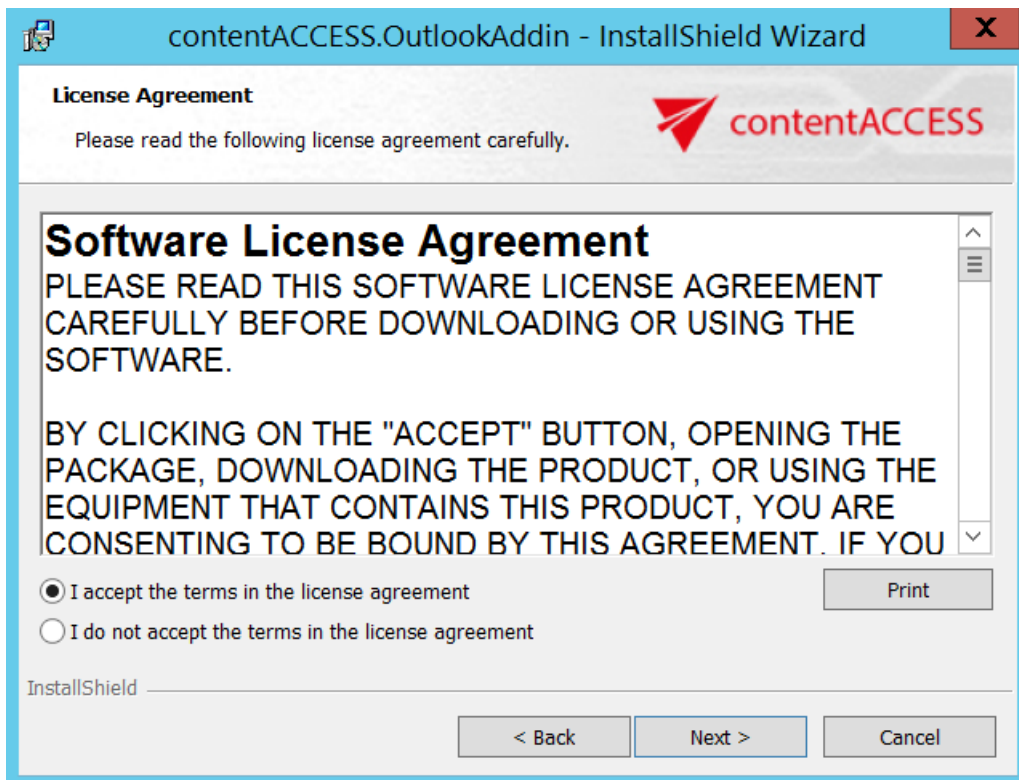 contentACCESS.OutlookAddin - InstallShield Wizard
X
License Agreement
Please read the following license agreement carefully.
contentACCESS
Software License Agreement
PLEASE READ THIS SOFTWARE LICENSE AGREEMENT
CAREFULLY BEFORE DOWNLOADING OR USING THE
SOFTWARE.
BY CLICKING ON THE "ACCEPT" BUTTON, OPENING THE
PACKAGE, DOWNLOADING THE PRODUCT, OR USING THE
EQUIPMENT THAT CONTAINS THIS PRODUCT, YOU ARE
CONSENTING TO BE BOUND BY THIS AGREEMENT. IF YOU
I accept the terms in the license agreement
Print
I do not accept the terms in the license agreement
InstallShield
< Back
Next >
Cancel